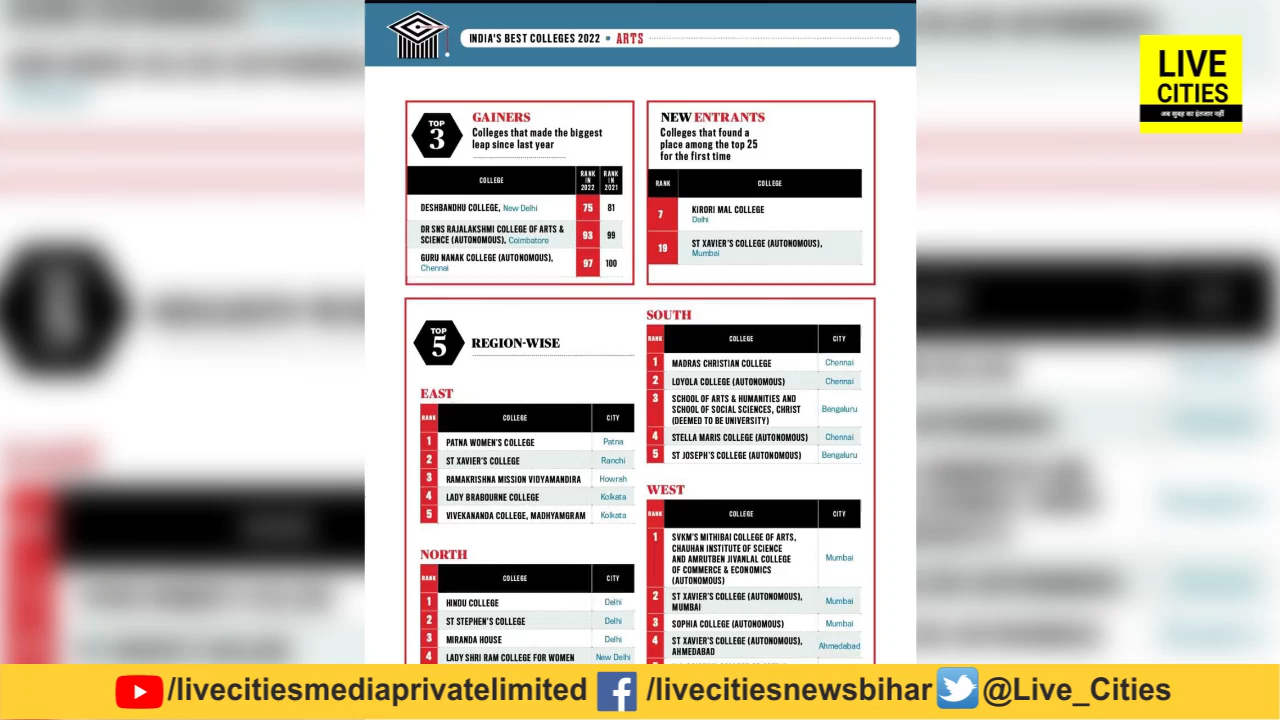 INDIA'S BEST COLLEGES 2022 • ARTS
LIVE
CITIES
अब सुबह का इंतजार नहीं
TOP
3
GAINERS
Colleges that made the biggest
leap since last year
COLLEGE
RANK
IN
2022
RANK
IN
2021
DESHBANDHU COLLEGE, New Delhi 75 81
DR SNS RAJALAKSHMI COLLEGE OF ARTS &
SCIENCE (AUTONOMOUS), Coimbatore 93 99
GURU NANAK COLLEGE (AUTONOMOUS),
Chennai 97 100
NEW ENTRANTS
Colleges that found a
place among the top 25
for the first time
RANK COLLEGE
7 KIRORI MAL COLLEGE
Delhi
19 ST XAVIER'S COLLEGE (AUTONOMOUS),
Mumbai
TOP
5
REGION-WISE
EAST
RANK COLLEGE CITY
1 PATNA WOMEN'S COLLEGE Patna
2 ST XAVIER'S COLLEGE Ranchi
3 RAMAKRISHNA MISSION VIDYAMANDIRA Howrah
4 LADY BRABOURNE COLLEGE Kolkata
5 VIVEKANANDA COLLEGE, MADHYAMGRAM Kolkata
NORTH
RANK COLLEGE CITY
1 HINDU COLLEGE Delhi
2 ST STEPHEN'S COLLEGE Delhi
3 MIRANDA HOUSE Delhi
4 LADY SHRI RAM COLLEGE FOR WOMEN New Delhi
SOUTH
RANK COLLEGE CITY
1 MADRAS CHRISTIAN COLLEGE Chennai
2 LOYOLA COLLEGE (AUTONOMOUS) Chennai
3 SCHOOL OF ARTS & HUMANITIES AND
SCHOOL OF SOCIAL SCIENCES, CHRIST
(DEEMED TO BE UNIVERSITY) Bengaluru
4 STELLA MARIS COLLEGE (AUTONOMOUS) Chennai
5 ST JOSEPH'S COLLEGE (AUTONOMOUS) Bengaluru
WEST
RANK COLLEGE CITY
1 SVKM'S MITHIBAI COLLEGE OF ARTS,
CHAUHAN INSTITUTE OF SCIENCE
AND AMRUTBEN JIVANLAL COLLEGE
OF COMMERCE & ECONOMICS
(AUTONOMOUS) Mumbai
2 ST XAVIER'S COLLEGE (AUTONOMOUS),
MUMBAI Mumbai
3 SOPHIA COLLEGE (AUTONOMOUS) Mumbai
4 ST XAVIER'S COLLEGE (AUTONOMOUS),
AHMEDABAD Ahmedabad
/livecitiesmediaprivatelimited /livecitiesnewsbihar @Live_Cities